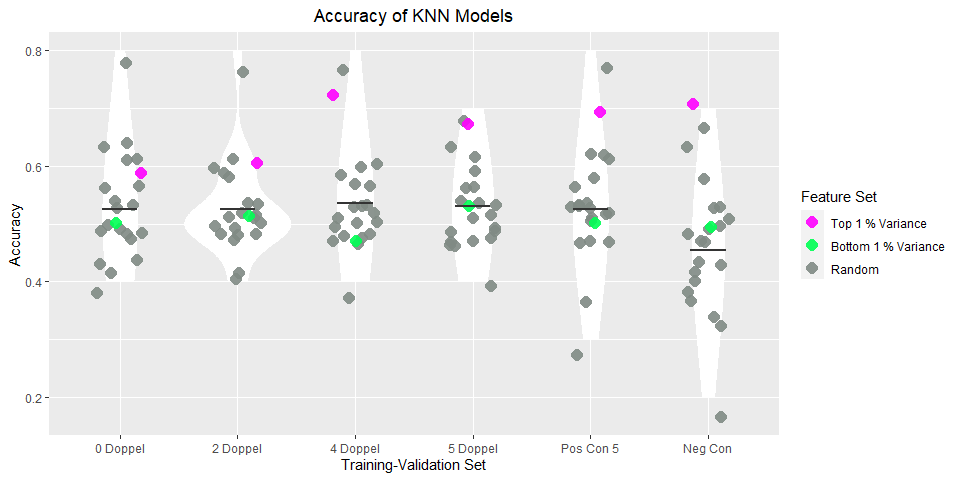 Accuracy of KNN Models
Accuracy
0.8
0.6
0.4
0.2
0 Doppel
2 Doppel
4 Doppel
5 Doppel
Pos Con 5
Neg Con
Training-Validation Set
Feature Set
Top 1 % Variance
Bottom 1 % Variance
Random